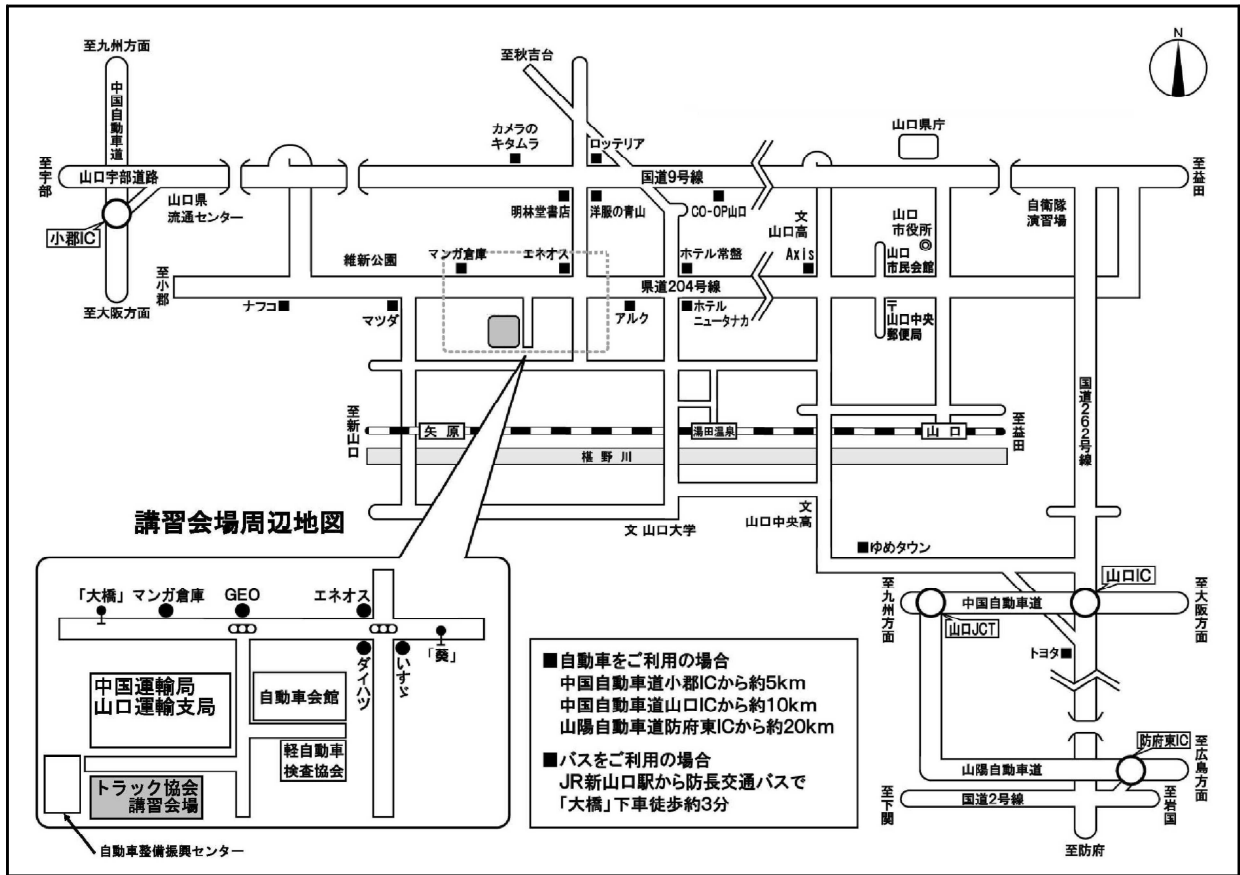 至九州方面
中国自動車道
至秋吉台
N
カメラの
キタムラ
ロッテリア
山口県庁
至宇部
山口宇部道路
国道9号線
至益田
山口県
流通センター
明林堂書店
洋服の青山
CO-OP山口
文
山口高
山口
市役所
自衛隊
演習場
小郡IC
維新公園
マンガ倉庫
エネオス
ホテル常盤
Axis
山口
市民会館
至小郡
県道204号線
至大阪方面
ナフコ
マツダ
アルク
ホテル
ニュータナカ
〒
山口中央
郵便局
国道262号線
至新山口
矢原
湯田温泉
山口
至益田
椹野川
講習会場周辺地図
文 山口大学
文
山口中央高
ゆめタウン
山口IC
至九州方面
中国自動車道
至大阪方面
山口JCT
トヨタ
「大橋」
マンガ倉庫
GEO
エネオス
「葵」
ダイハツ
いすゞ
中国運輸局
山口運輸支局
自動車会館
軽自動車
検査協会
トラック協会
講習会場
自動車整備振興センター
■自動車をご利用の場合
中国自動車道小郡ICから約5km
中国自動車道山口ICから約10km
山陽自動車道防府東ICから約20km
■バスをご利用の場合
JR新山口駅から防長交通バスで
「大橋」下車徒歩約3分
防府東IC
山陽自動車道
至広島方面
至下関
国道2号線
至岩国
至防府